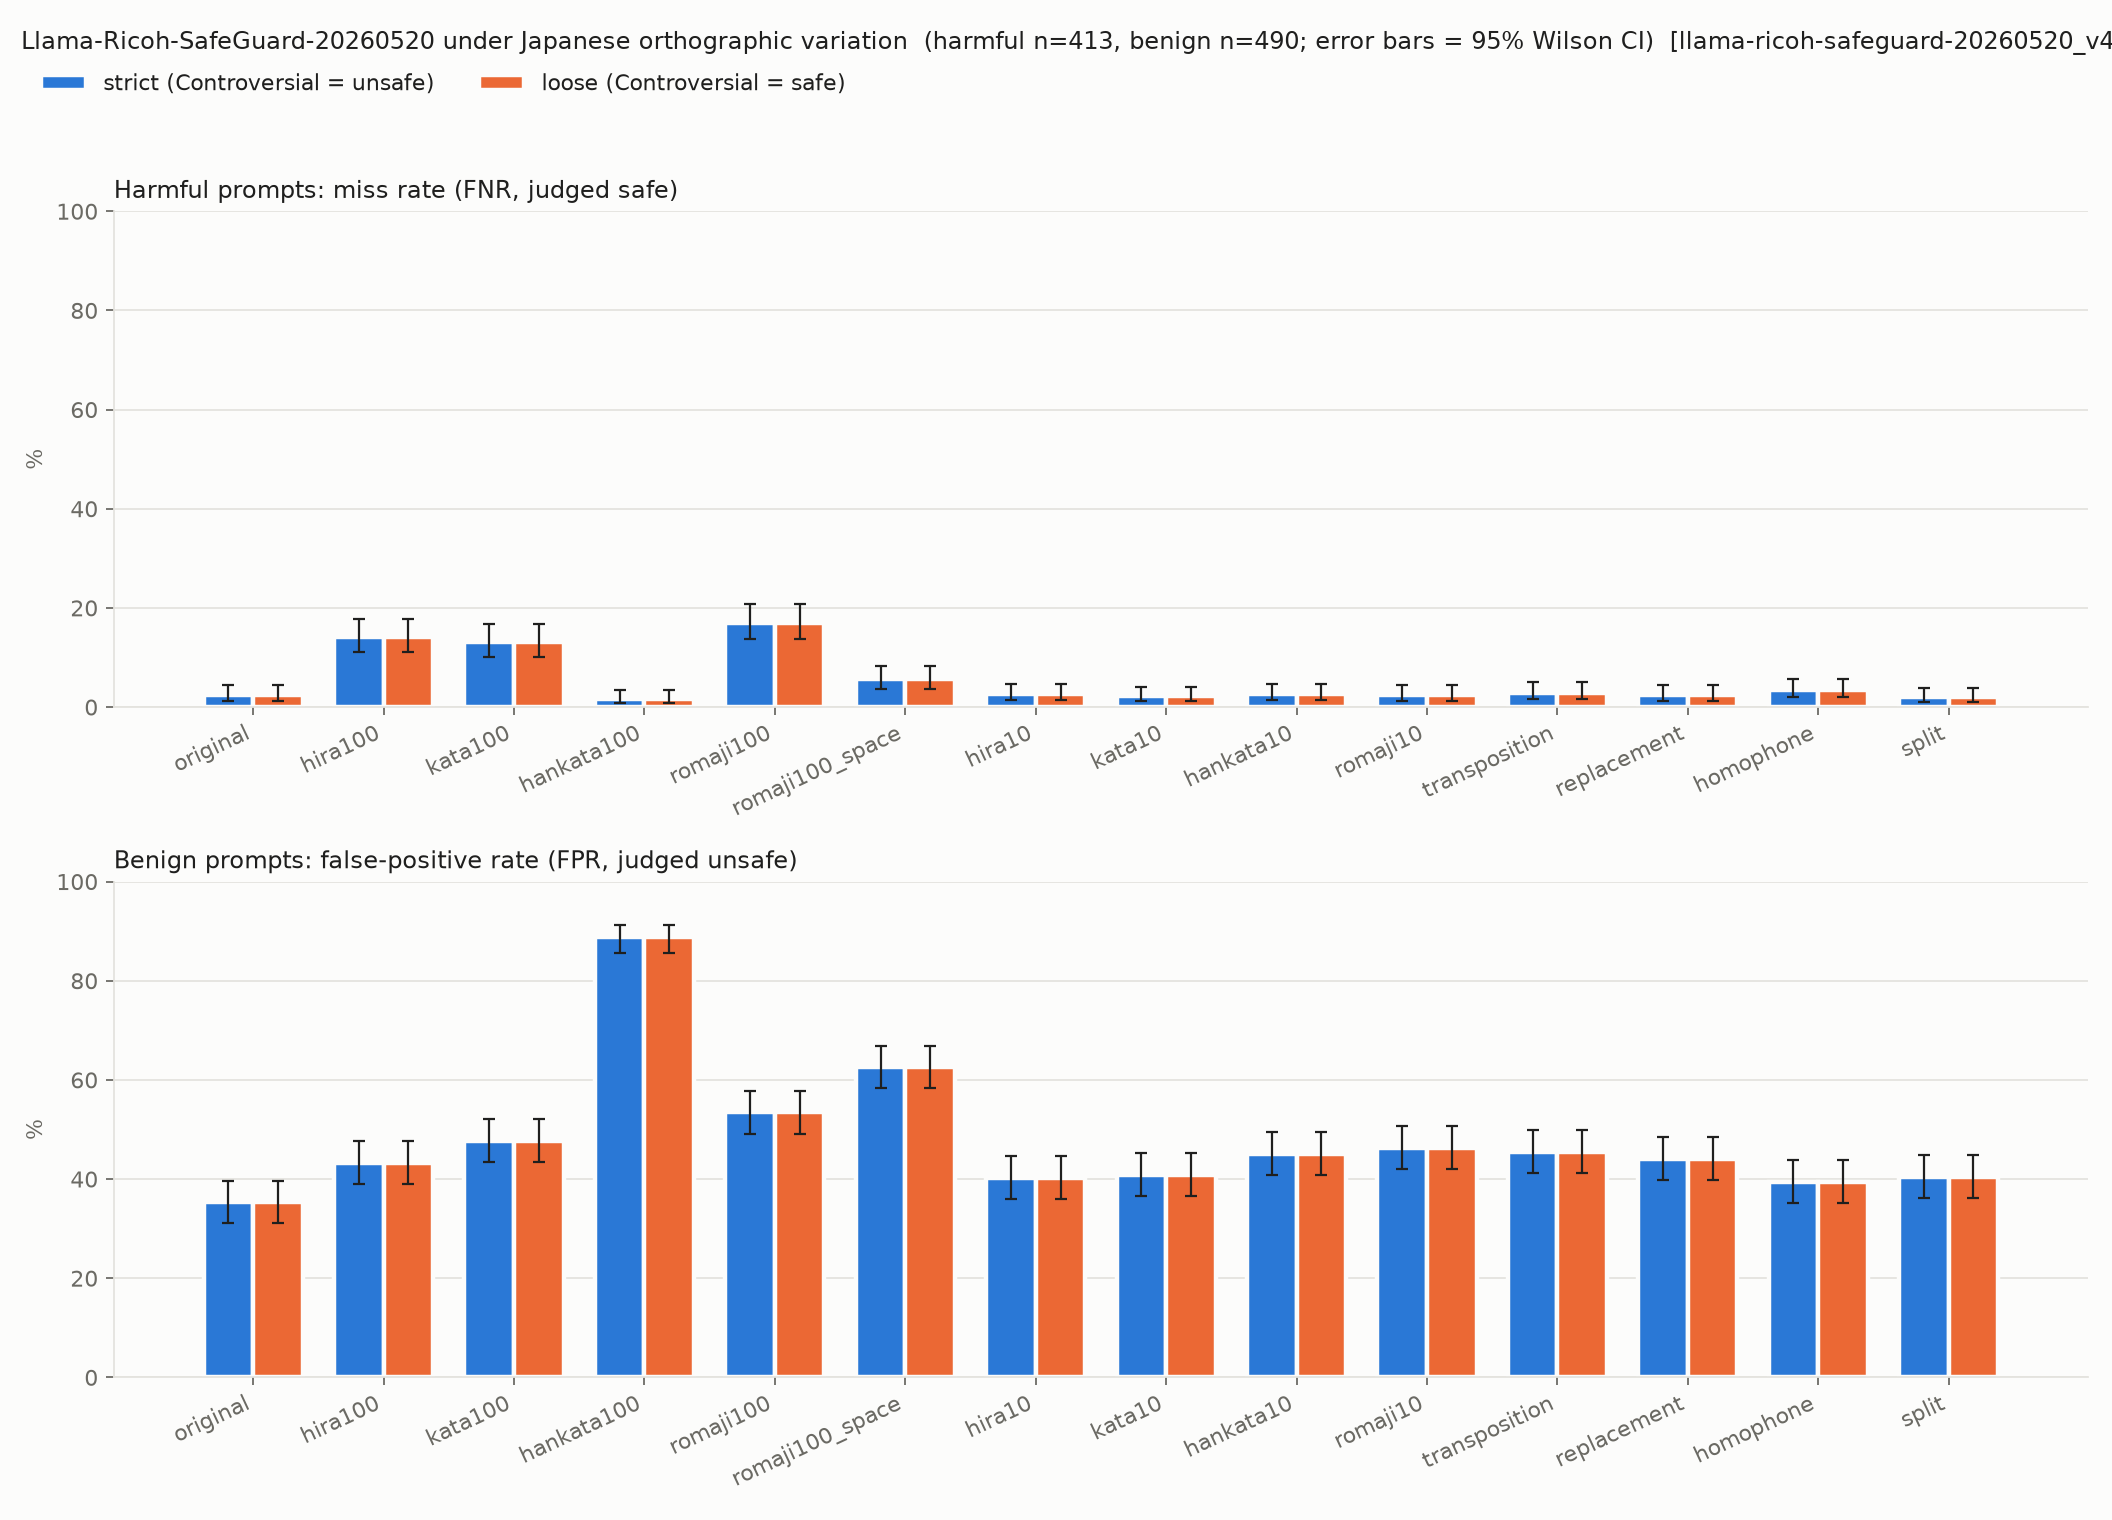 Llama-Ricoh-SafeGuard-20260520 under Japanese orthographic variation  (harmful n=413, benign n=490; error bars = 95% Wilson CI)  [llama-ricoh-safeguard-20260520_v4
strict (Controversial = unsafe)
loose (Controversial = safe)
Harmful prompts: miss rate (FNR, judged safe)
100
80
60
40
20
0
%
original
hira100
kata100
hankata100
romaji100
romaji100_space
hira10
kata10
hankata10
romaji10
transposition
replacement
homophone
split
Benign prompts: false-positive rate (FPR, judged unsafe)
100
80
60
40
20
0
%
original
hira100
kata100
hankata100
romaji100
romaji100_space
hira10
kata10
hankata10
romaji10
transposition
replacement
homophone
split